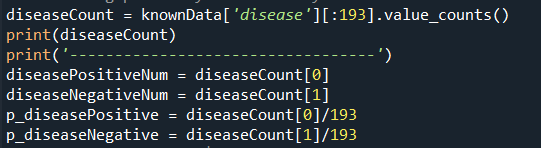 diseaseCount = knownData['disease'][:193].value_counts()
print(diseaseCount)
print('----------------------------------')
diseasePositiveNum = diseaseCount[0]
diseaseNegativeNum = diseaseCount[1]
p_diseasePositive = diseaseCount[0]/193
p_diseaseNegative = diseaseCount[1]/193